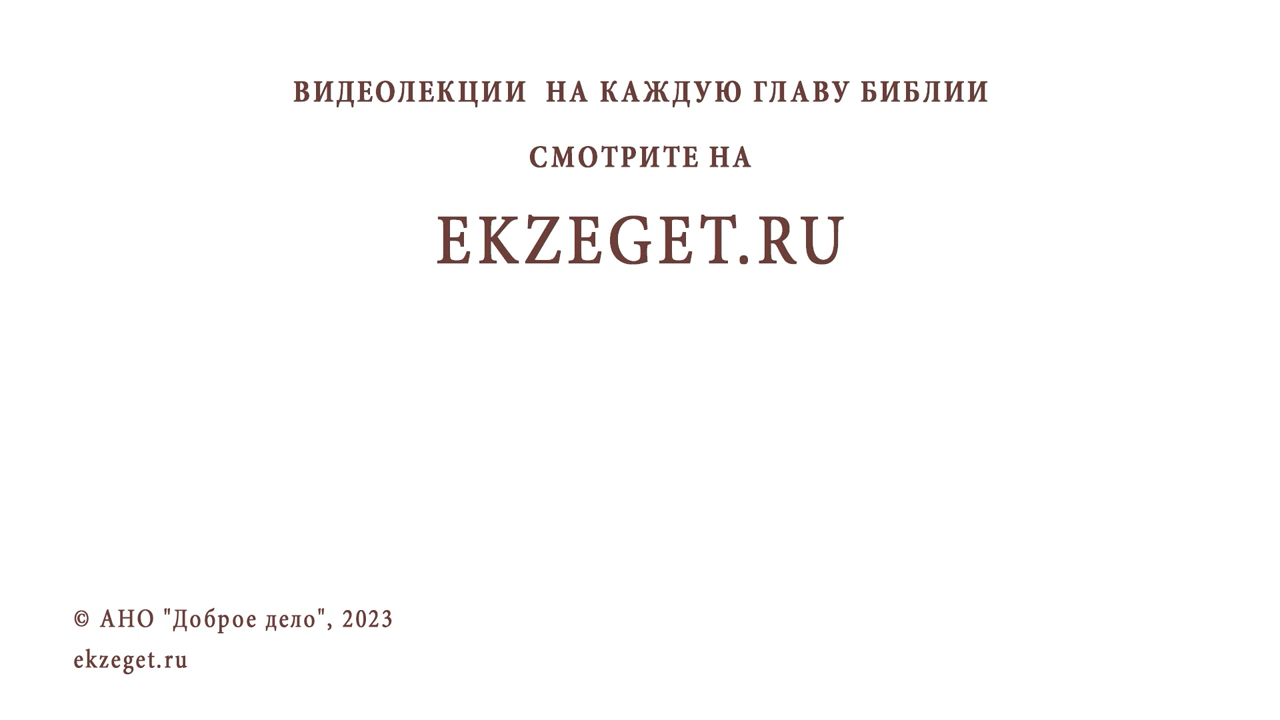 ВИДЕОЛЕКЦИИ НА КАЖДУЮ ГЛАВУ БИБЛИИ
СМОТРИТЕ НА
EKZEGET.RU
© АНО "Доброе дело", 2023
ekzeget.ru